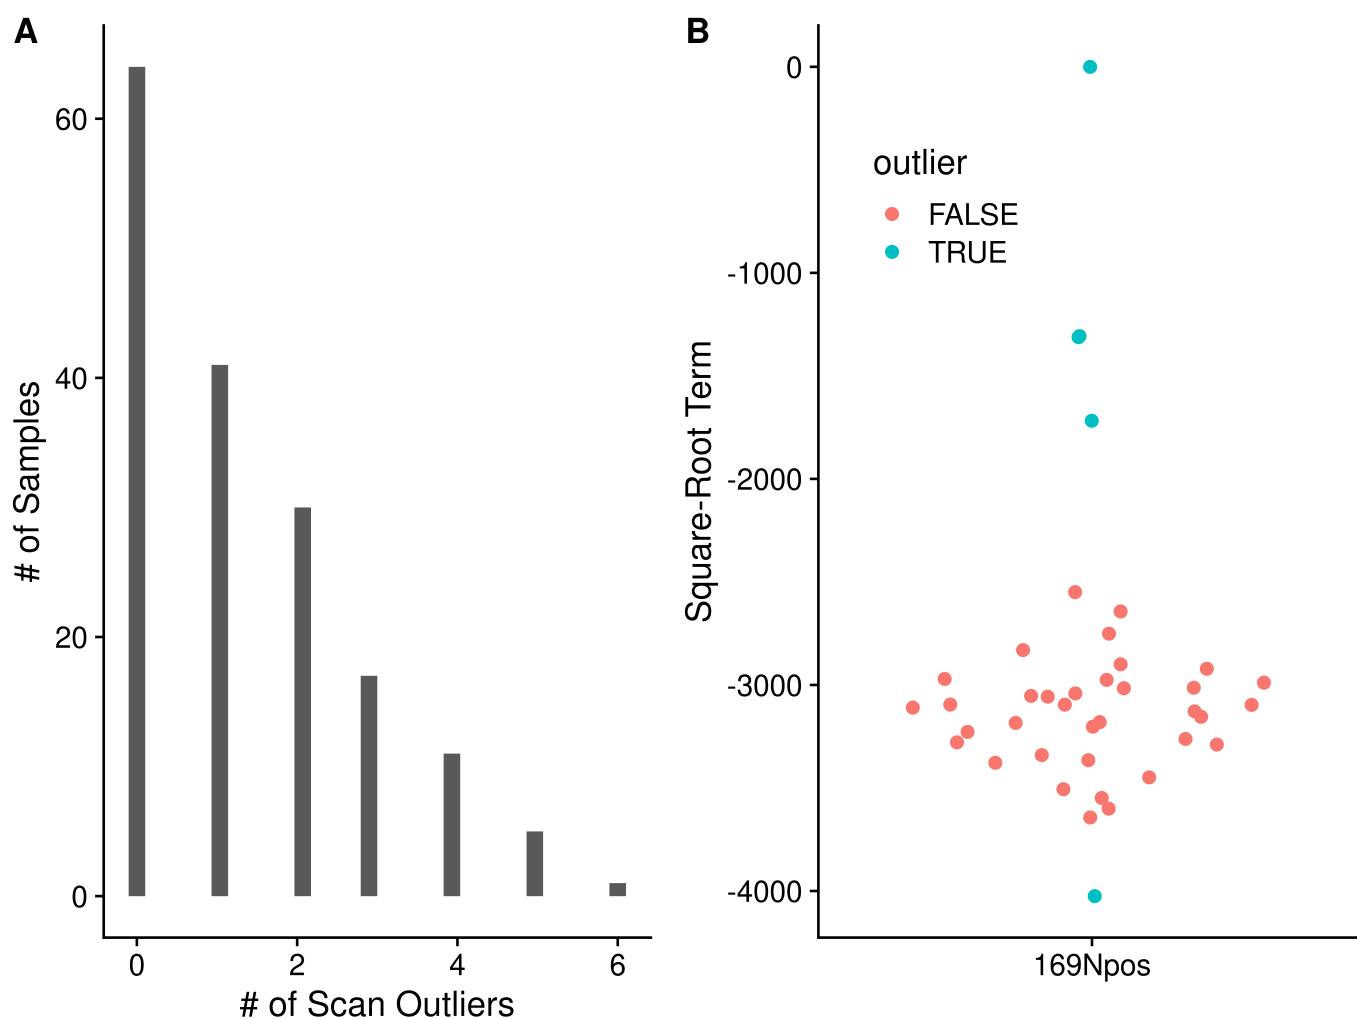 A
# of Samples
60
40
20
0
0 2 4 6
# of Scan Outliers
B
Square-Root Term
0
-1000
-2000
-3000
-4000
outlier
FALSE
TRUE
169Npos